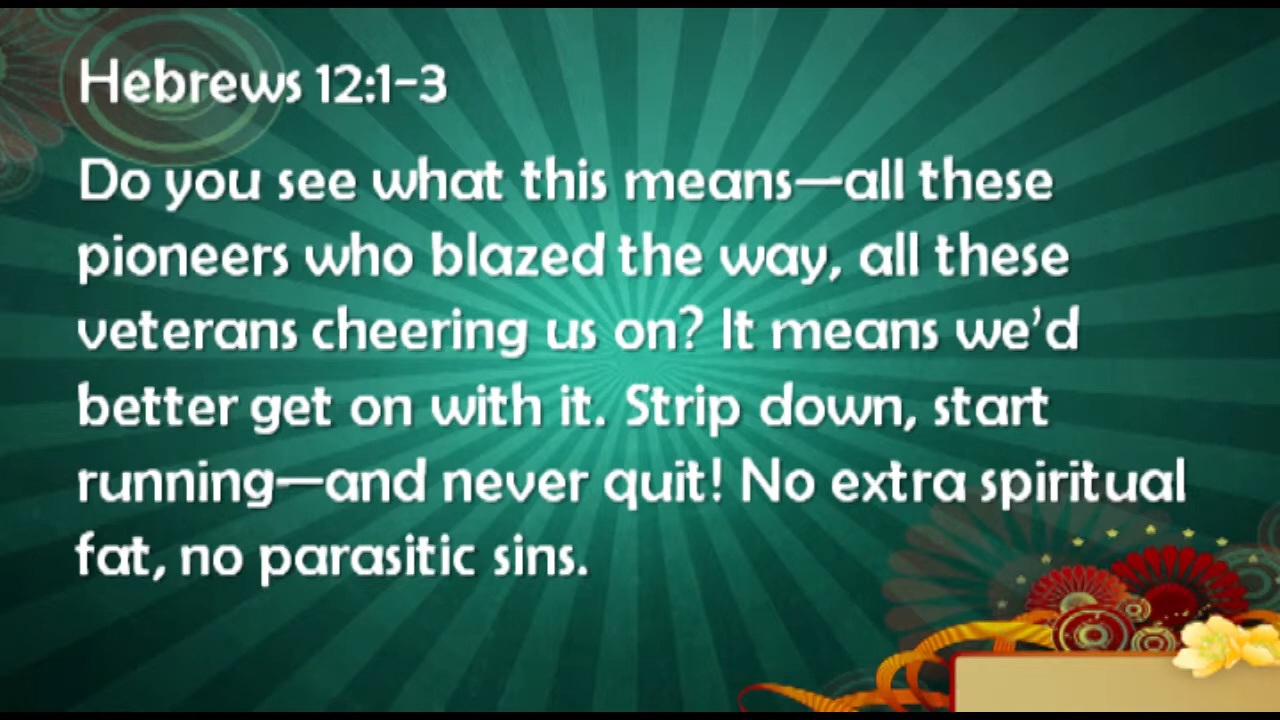 Hebrews 12:1-3
Do you see what this means—all these
pioneers who blazed the way, all these
veterans cheering us on? It means we’d
better get on with it. Strip down, start
running—and never quit! No extra spiritual
fat, no parasitic sins.